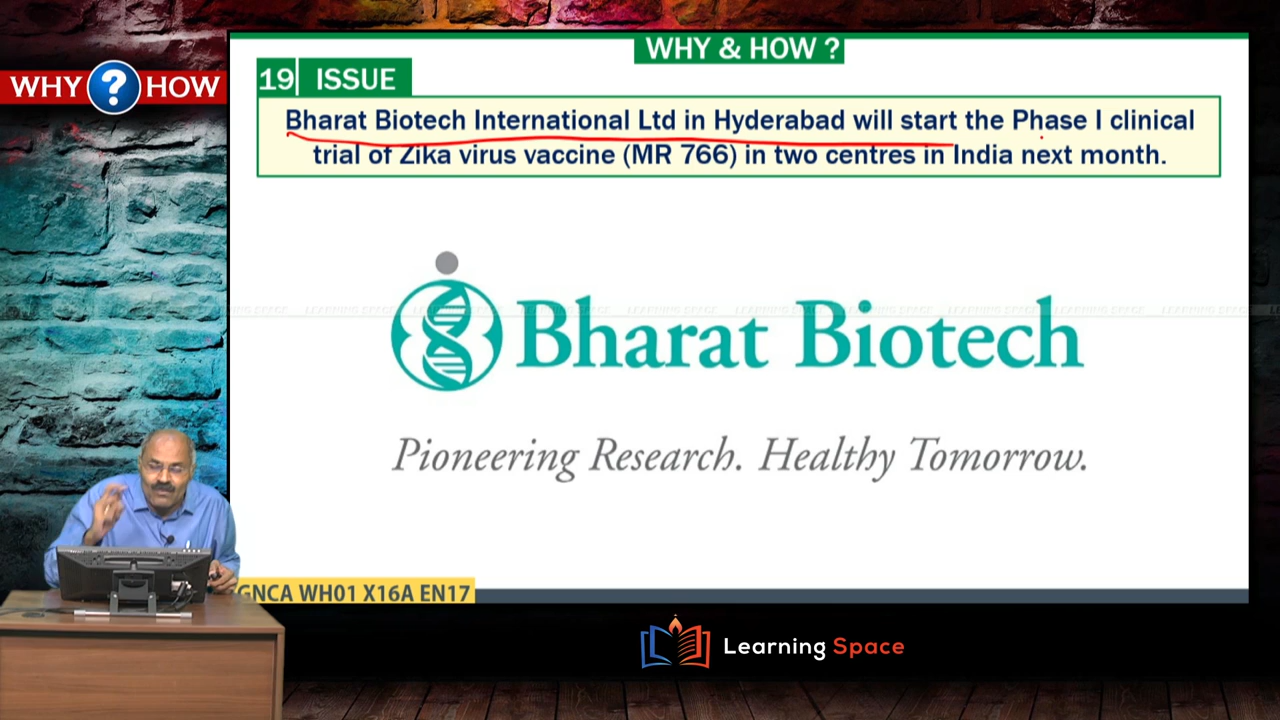 WHY & HOW ?
WHY ? HOW
19 ISSUE
Bharat Biotech International Ltd in Hyderabad will start the Phase I clinical
trial of Zika virus vaccine (MR 766) in two centres in India next month.
LEARNING SPACE
Bharat Biotech
Pioneering Research. Healthy Tomorrow.
GNCA WH01 X16A EN17
Learning Space